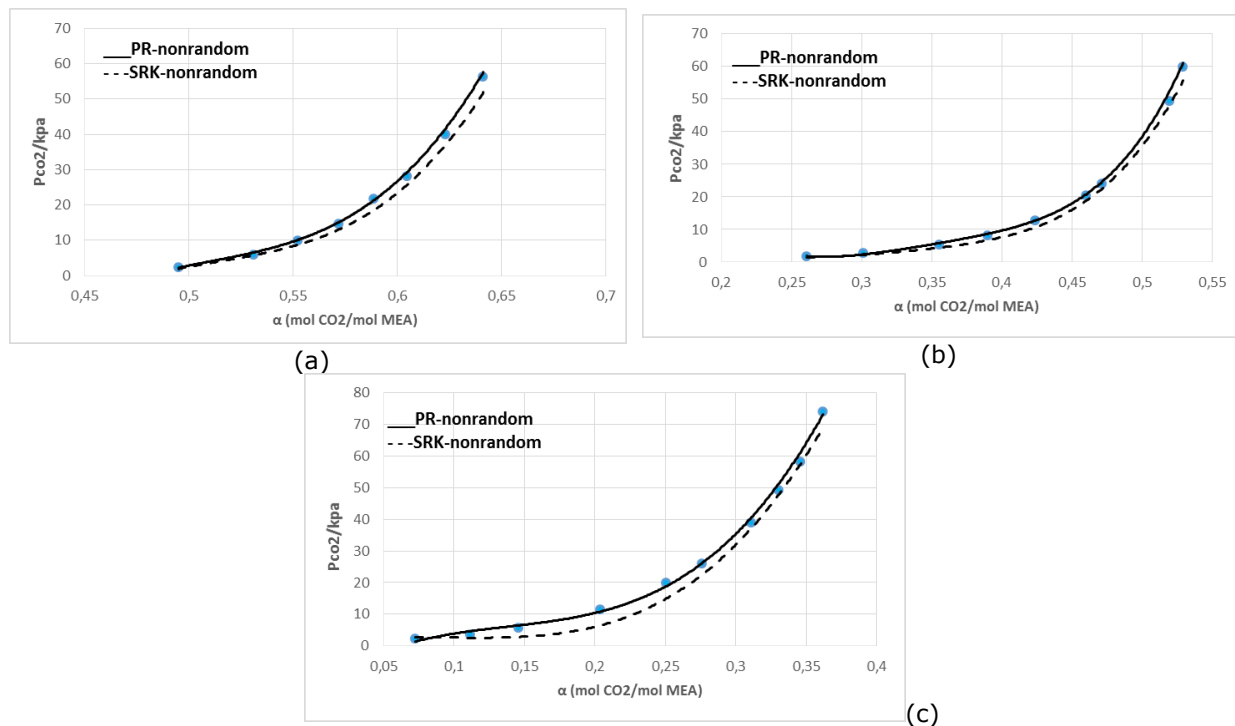 70
60
50
40
30
20
10
0
___PR-nonrandom
---SRK-nonrandom
Pco2/kpa
0,45 0,5 0,55 0,6 0,65 0,7
α (mol CO2/mol MEA)
(a)
70
60
50
40
30
20
10
0
___PR-nonrandom
---SRK-nonrandom
Pco2/kpa
0,2 0,25 0,3 0,35 0,4 0,45 0,5 0,55
α (mol CO2/mol MEA)
(b)
80
70
60
50
40
30
20
10
0
___PR-nonrandom
---SRK-nonrandom
Pco2/kpa
0,05 0,1 0,15 0,2 0,25 0,3 0,35 0,4
α (mol CO2/mol MEA)
(c)